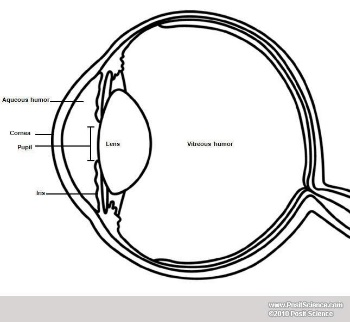 Aqueous humor
Cornea
Pupil
Lens
Vitreous humor
Iris
www.PositScience.com
©2010 Posit Science